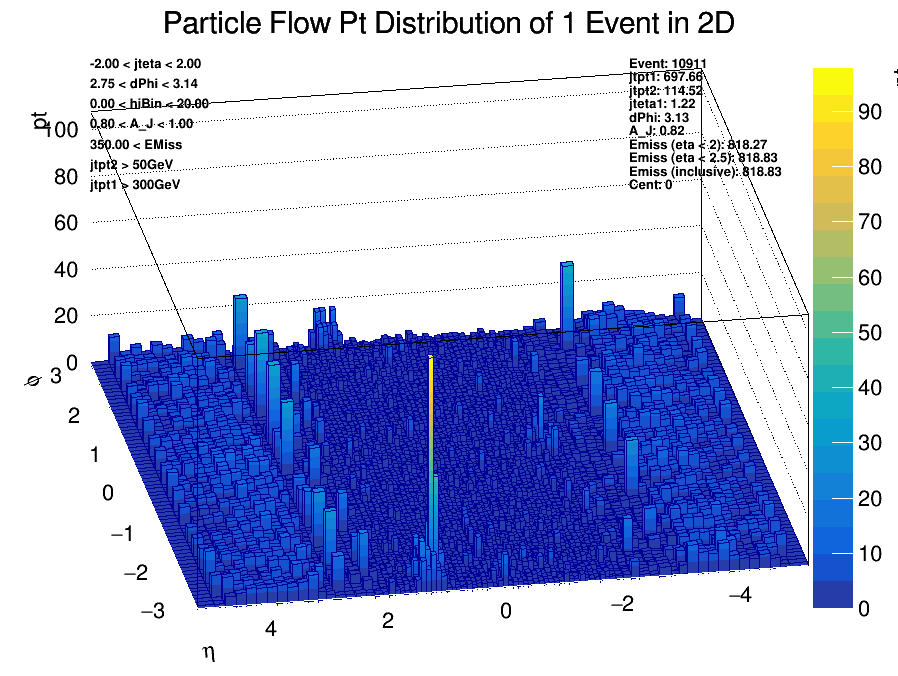 Particle Flow Pt Distribution of 1 Event in 2D
-2.00 < jteta < 2.00
2.75 < dPhi < 3.14
0.00 < hiBin < 20.00
0.80 < A_J < 1.00
350.00 < EMiss
jtpt2 > 50GeV
jtpt1 > 300GeV
Event: 10911
jtpt1: 697.66
jtpt2: 114.52
jteta1: 1.22
dPhi: 3.13
A_J: 0.82
Emiss (eta < 2): 818.27
Emiss (eta < 2.5): 818.83
Emiss (inclusive): 818.83
Cent: 0
pt
100
80
60
40
20
0
φ
3
2
1
0
−1
−2
−3
η
4
2
0
−2
−4
90
80
70
60
50
40
30
20
10
0